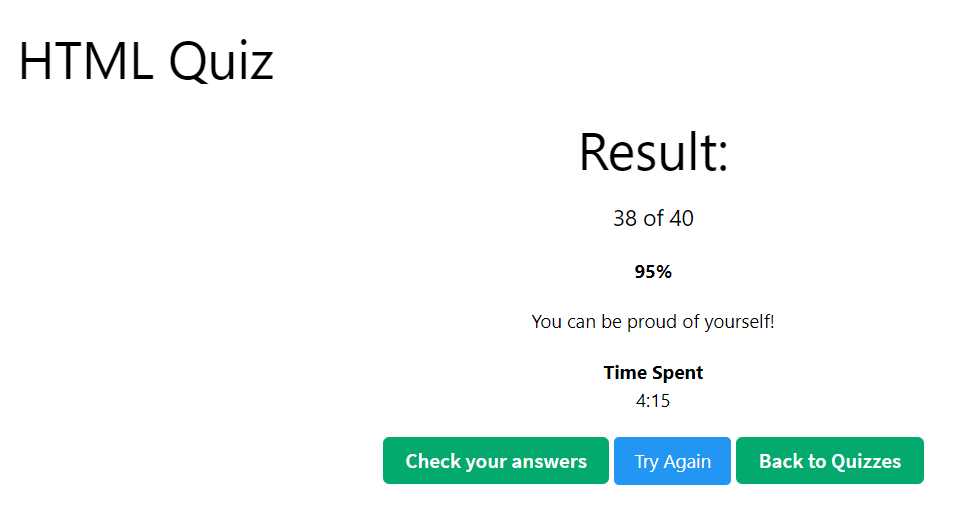 HTML Quiz
Result:
38 of 40
95%
You can be proud of yourself!
Time Spent
4:15
Check your answers Try Again Back to Quizzes